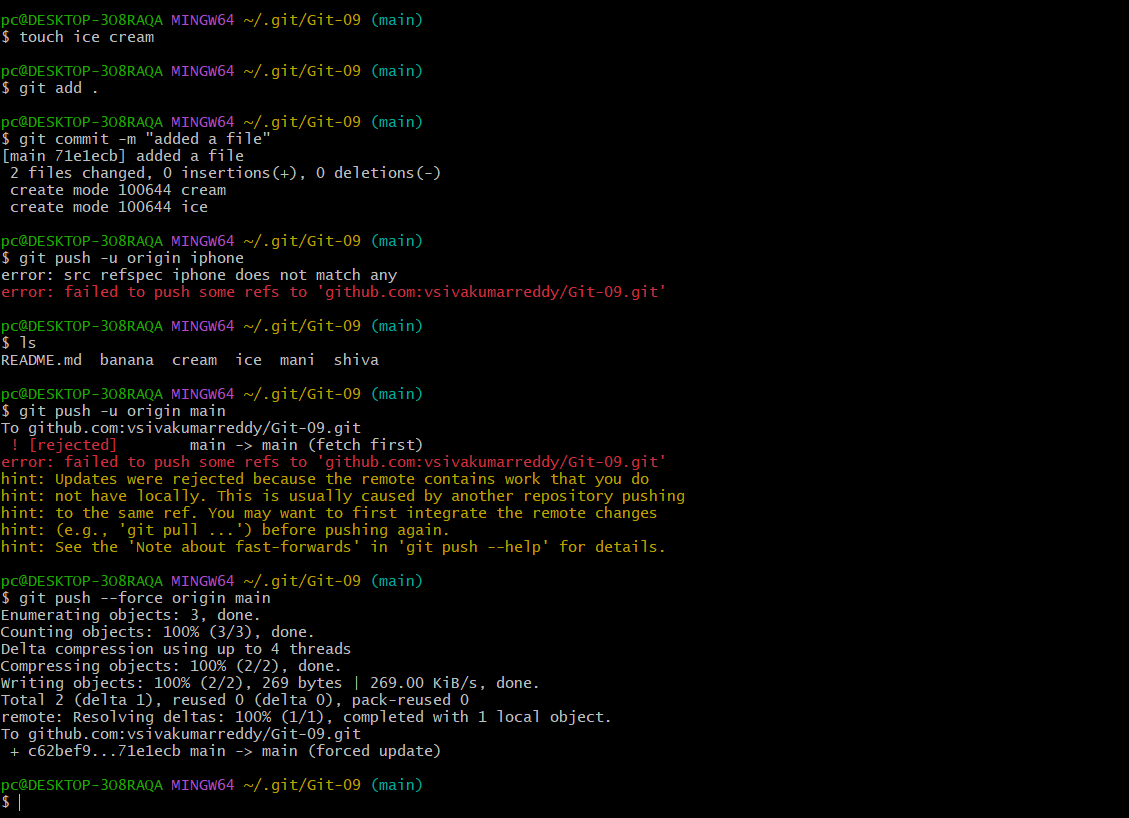 pc@DESKTOP-3O8RAQA MINGW64 ~/.git/Git-09 (main)
$ touch ice cream
pc@DESKTOP-3O8RAQA MINGW64 ~/.git/Git-09 (main)
$ git add .
pc@DESKTOP-3O8RAQA MINGW64 ~/.git/Git-09 (main)
$ git commit -m "added a file"
[main 71e1ecb] added a file
 2 files changed, 0 insertions(+), 0 deletions(-)
 create mode 100644 cream
 create mode 100644 ice
pc@DESKTOP-3O8RAQA MINGW64 ~/.git/Git-09 (main)
$ git push -u origin iphone
error: src refspec iphone does not match any
error: failed to push some refs to 'github.com:vsivakumarreddy/Git-09.git'
pc@DESKTOP-3O8RAQA MINGW64 ~/.git/Git-09 (main)
$ ls
README.md  banana  cream  ice  mani  shiva
pc@DESKTOP-3O8RAQA MINGW64 ~/.git/Git-09 (main)
$ git push -u origin main
To github.com:vsivakumarreddy/Git-09.git
 ! [rejected]        main -> main (fetch first)
error: failed to push some refs to 'github.com:vsivakumarreddy/Git-09.git'
hint: Updates were rejected because the remote contains work that you do
hint: not have locally. This is usually caused by another repository pushing
hint: to the same ref. You may want to first integrate the remote changes
hint: (e.g., 'git pull ...') before pushing again.
hint: See the 'Note about fast-forwards' in 'git push --help' for details.
pc@DESKTOP-3O8RAQA MINGW64 ~/.git/Git-09 (main)
$ git push --force origin main
Enumerating objects: 3, done.
Counting objects: 100% (3/3), done.
Delta compression using up to 4 threads
Compressing objects: 100% (2/2), done.
Writing objects: 100% (2/2), 269 bytes | 269.00 KiB/s, done.
Total 2 (delta 1), reused 0 (delta 0), pack-reused 0
remote: Resolving deltas: 100% (1/1), completed with 1 local object.
To github.com:vsivakumarreddy/Git-09.git
 + c62bef9...71e1ecb main -> main (forced update)
pc@DESKTOP-3O8RAQA MINGW64 ~/.git/Git-09 (main)
$